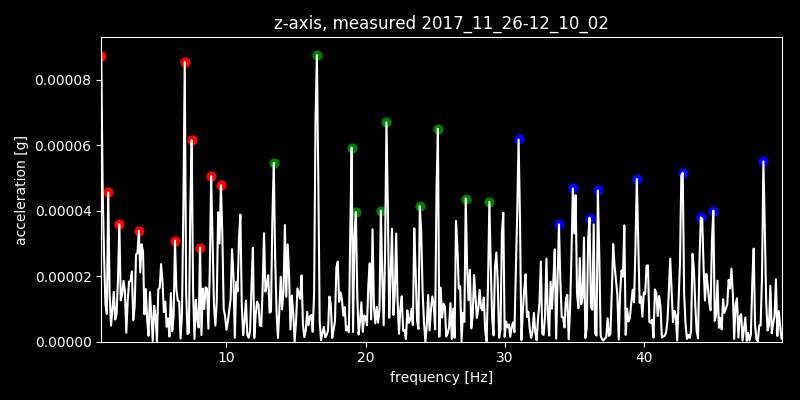 z-axis, measured 2017_11_26-12_10_02
acceleration [g]
0.00008
0.00006
0.00004
0.00002
0.00000
10 20 30 40
frequency [Hz]